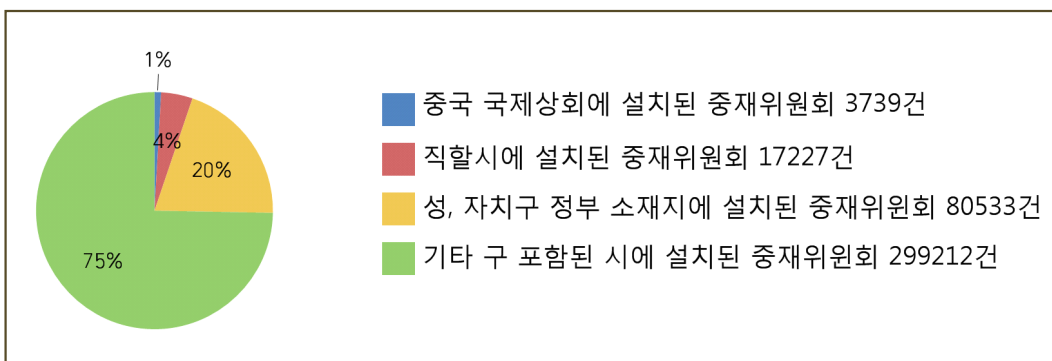 1%
4%
20%
75%
중국 국제상회에 설치된 중재위원회 3739건
직할시에 설치된 중재위원회 17227건
성, 자치구 정부 소재지에 설치된 중재위윈회 80533건
기타 구 포함된 시에 설치된 중재위윈회 299212건